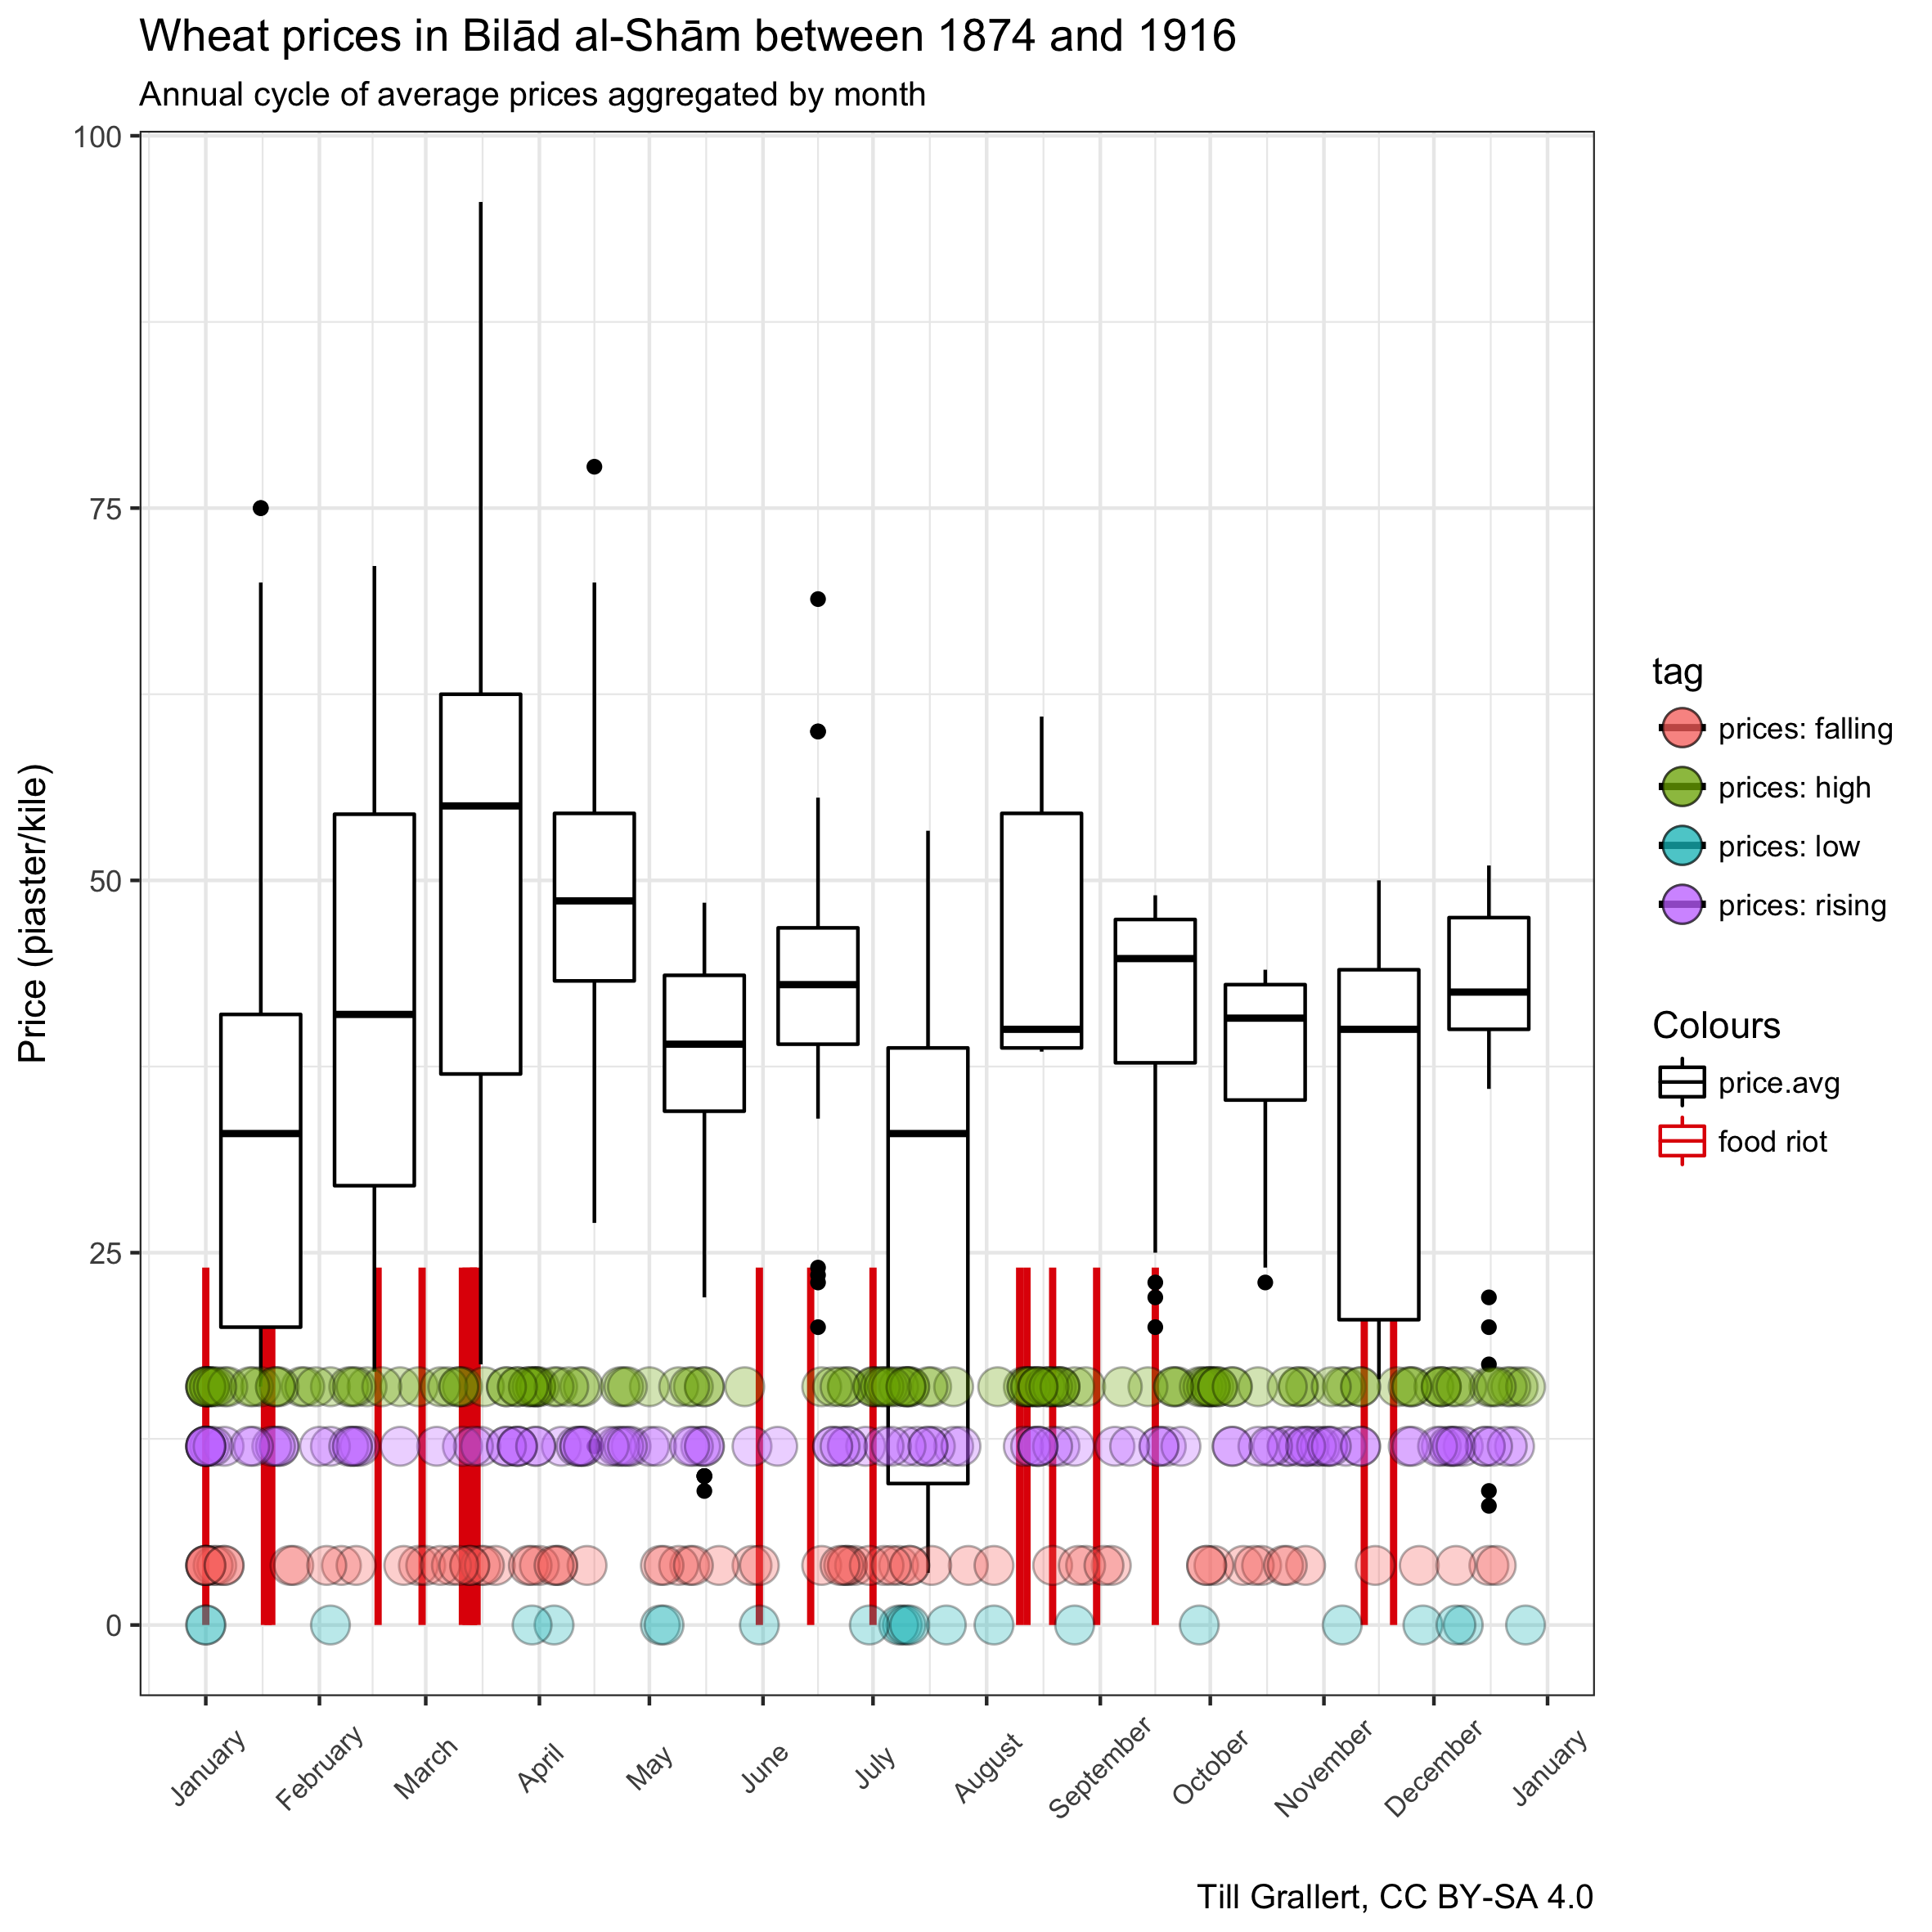 Wheat prices in Bilād al-Shām between 1874 and 1916
Annual cycle of average prices aggregated by month
100
75
50
25
0
Price (piaster/kile)
January
February
March
April
May
June
July
August
September
October
November
December
January
tag
prices: falling
prices: high
prices: low
prices: rising
Colours
price.avg
food riot
Till Grallert, CC BY-SA 4.0